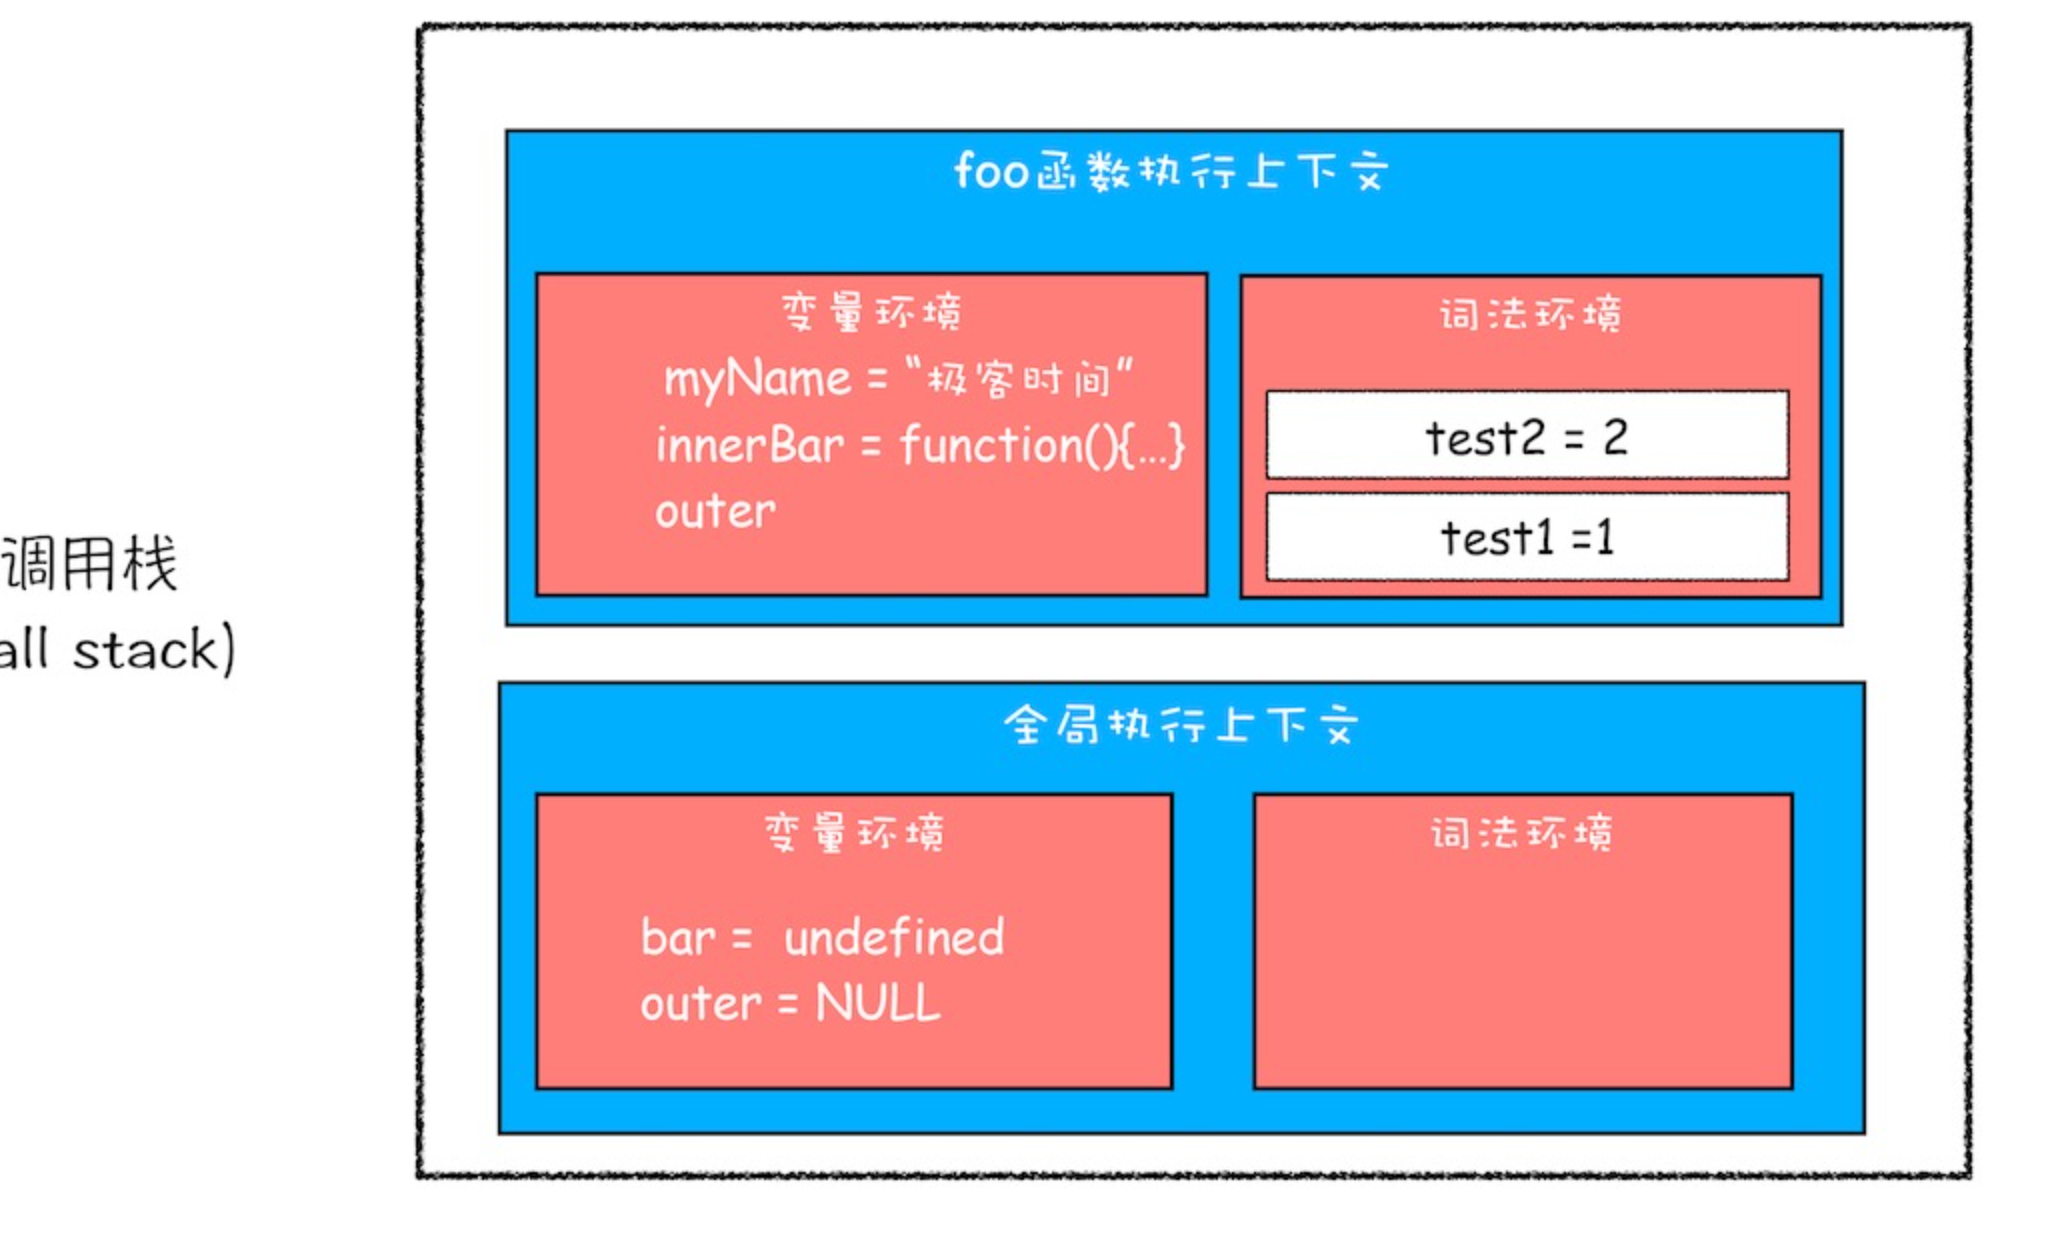 调用栈
all stack)
foo函数执行上下文
变量环境
myName = “极客时间”
innerBar = function(){...}
outer
词法环境
test2 = 2
test1 =1
全局执行上下文
变量环境
bar = undefined
outer = NULL
词法环境